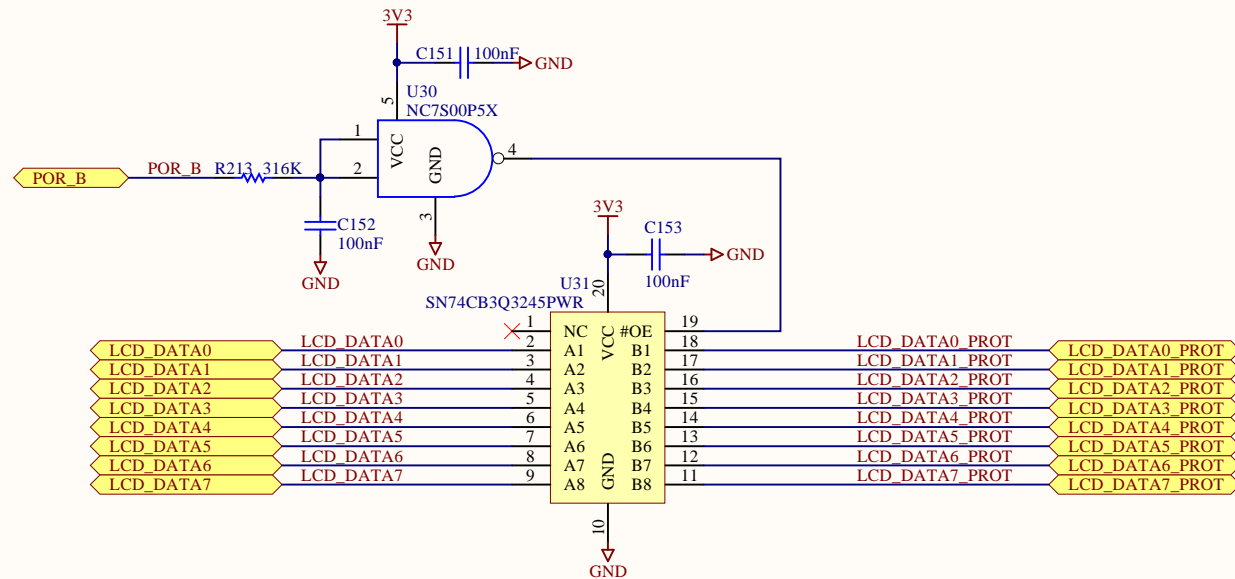 3V3
C151 100nF
GND
U30
NC7S00P5X
5
1
VCC
GND
4
2
POR_B
POR_B
R213 316K
3
C152
100nF
GND
GND
3V3
C153
GND
100nF
U31
20
SN74CB3Q3245PWR
1 NC VCC #OE 19
LCD_DATA0 LCD_DATA0 2 A1 B1 18 LCD_DATA0_PROT LCD_DATA0_PROT
LCD_DATA1 LCD_DATA1 3 A2 B2 17 LCD_DATA1_PROT LCD_DATA1_PROT
LCD_DATA2 LCD_DATA2 4 A3 B3 16 LCD_DATA2_PROT LCD_DATA2_PROT
LCD_DATA3 LCD_DATA3 5 A4 B4 15 LCD_DATA3_PROT LCD_DATA3_PROT
LCD_DATA4 LCD_DATA4 6 A5 B5 14 LCD_DATA4_PROT LCD_DATA4_PROT
LCD_DATA5 LCD_DATA5 7 A6 B6 13 LCD_DATA5_PROT LCD_DATA5_PROT
LCD_DATA6 LCD_DATA6 8 A7 B7 12 LCD_DATA6_PROT LCD_DATA6_PROT
LCD_DATA7 LCD_DATA7 9 A8 GND B8 11 LCD_DATA7_PROT LCD_DATA7_PROT
10
GND